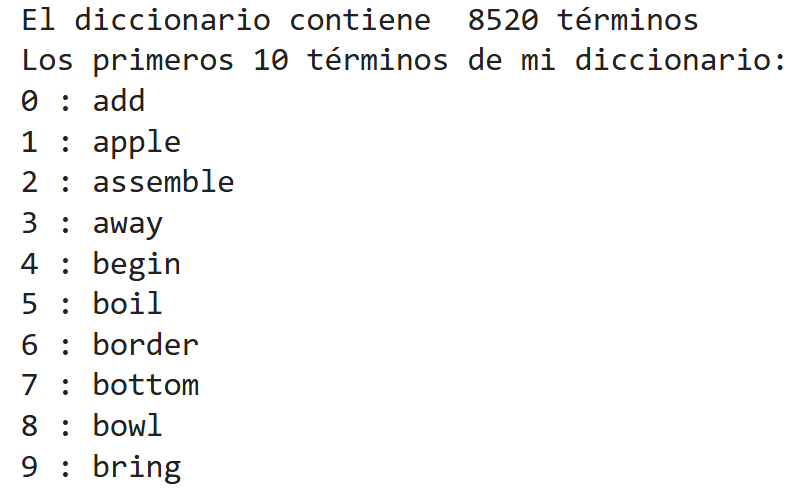 El diccionario contiene  8520 términos
Los primeros 10 términos de mi diccionario:
0 : add
1 : apple
2 : assemble
3 : away
4 : begin
5 : boil
6 : border
7 : bottom
8 : bowl
9 : bring